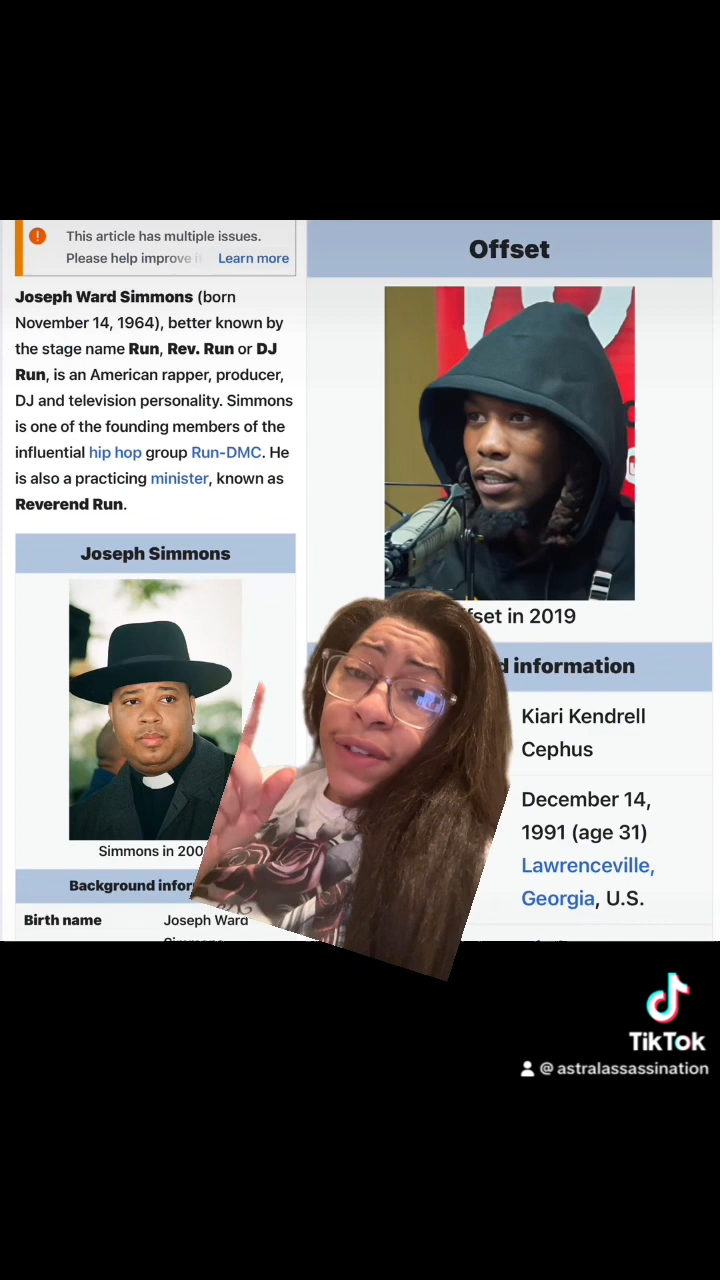 This article has multiple issues.
Please help improve i
Learn more
Joseph Ward Simmons (born
November 14, 1964), better known by
the stage name Run, Rev. Run or DJ
Run, is an American rapper, producer,
DJ and television personality. Simmons
is one of the founding members of the
influential hip hop group Run-DMC. He
is also a practicing minister, known as
Reverend Run.
Joseph Simmons
Simmons in 200
Background infor
Birth name
Joseph Ward
Offset
fset in 2019
d information
Kiari Kendrell
Cephus
December 14,
1991 (age 31)
Lawrenceville,
Georgia, U.S.
TikTok
@ astralassassination